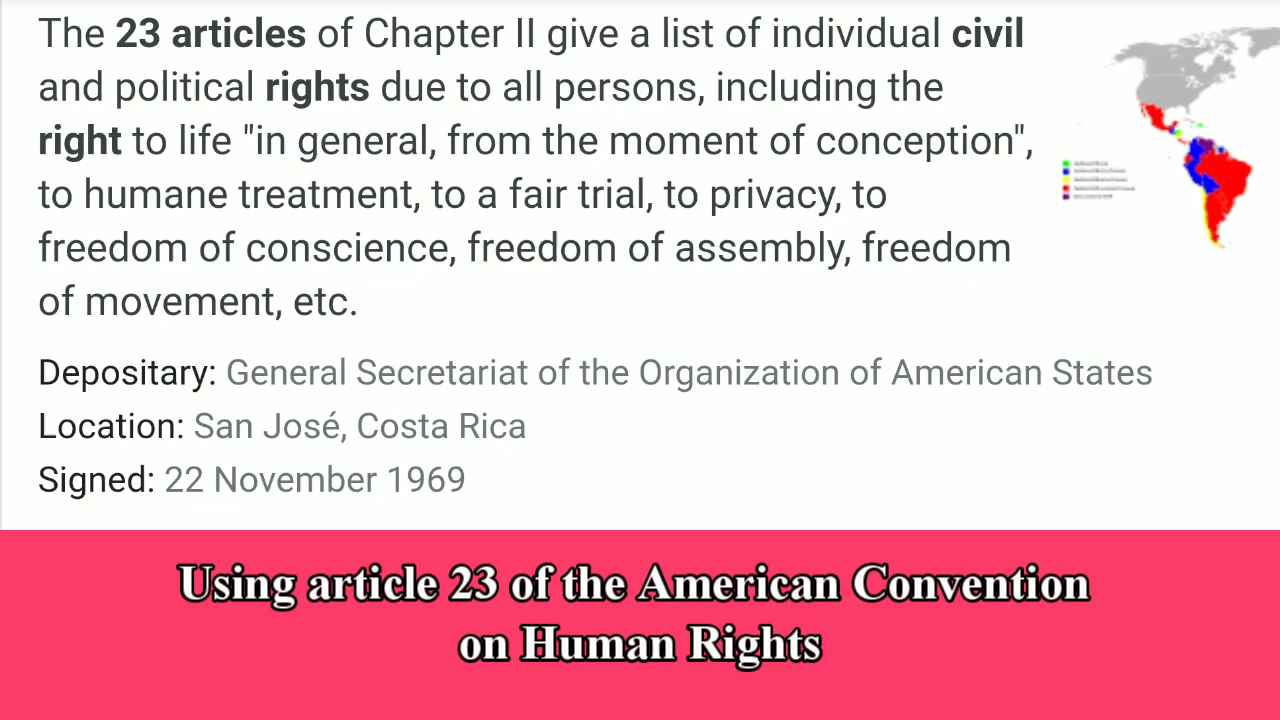 The 23 articles of Chapter II give a list of individual civil
and political rights due to all persons, including the
right to life "in general, from the moment of conception",
to humane treatment, to a fair trial, to privacy, to
freedom of conscience, freedom of assembly, freedom
of movement, etc.
Depositary: General Secretariat of the Organization of American States
Location: San José, Costa Rica
Signed: 22 November 1969
Using article 23 of the American Convention
on Human Rights